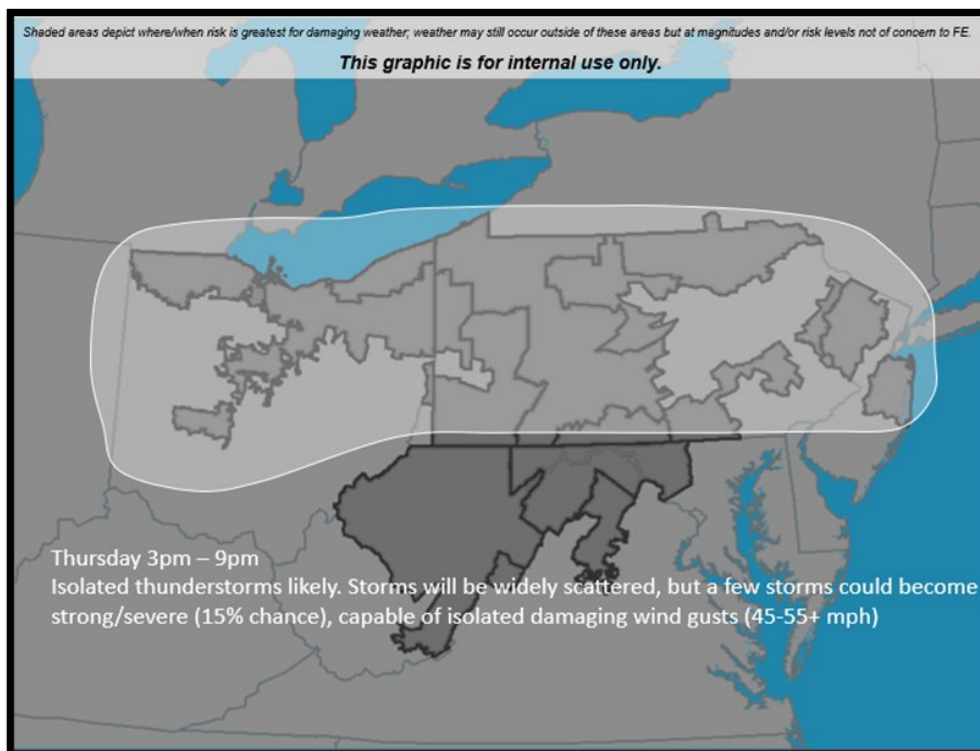 Shaded areas depict where/when risk is greatest for damaging weather; weather may still occur outside of these areas but at magnitudes and/or risk levels not of concern to FE.
This graphic is for internal use only.
Thursday 3pm – 9pm
Isolated thunderstorms likely. Storms will be widely scattered, but a few storms could become
strong/severe (15% chance), capable of isolated damaging wind gusts (45-55+ mph)